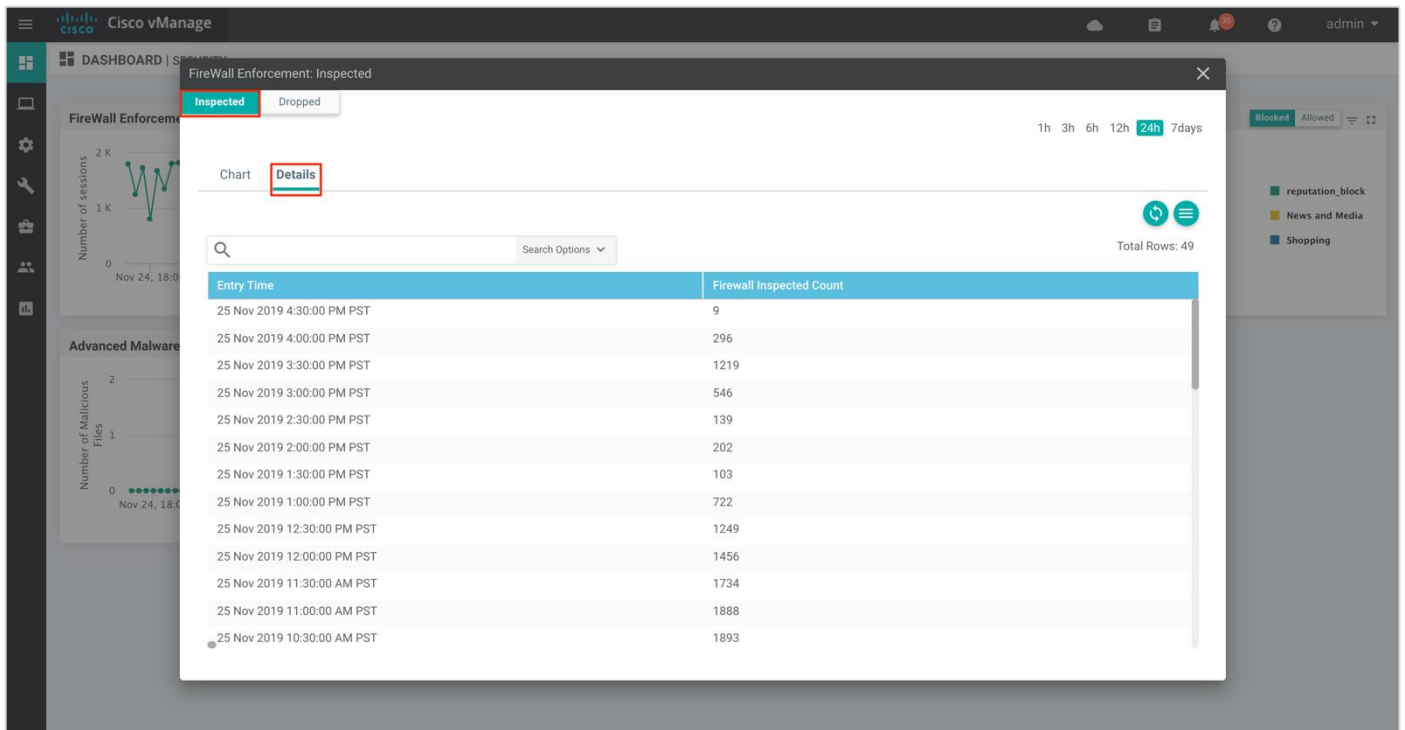 cisco Cisco vManage
35
admin
DASHBOARD | SECURITY
FireWall Enforcement: Inspected
Inspected Dropped
1h 3h 6h 12h 24h 7days
Chart Details
Search Options
Total Rows: 49
Entry Time Firewall Inspected Count
25 Nov 2019 4:30:00 PM PST 9
25 Nov 2019 4:00:00 PM PST 296
25 Nov 2019 3:30:00 PM PST 1219
25 Nov 2019 3:00:00 PM PST 546
25 Nov 2019 2:30:00 PM PST 139
25 Nov 2019 2:00:00 PM PST 202
25 Nov 2019 1:30:00 PM PST 103
25 Nov 2019 1:00:00 PM PST 722
25 Nov 2019 12:30:00 PM PST 1249
25 Nov 2019 12:00:00 PM PST 1456
25 Nov 2019 11:30:00 AM PST 1734
25 Nov 2019 11:00:00 AM PST 1888
25 Nov 2019 10:30:00 AM PST 1893
FireWall Enforceme
Number of sessions
2 K
1 K
0
Nov 24, 18:0
Advanced Malware
Number of Malicious
Files
2
1
0
Nov 24, 18:0
Blocked Allowed
reputation_block
News and Media
Shopping